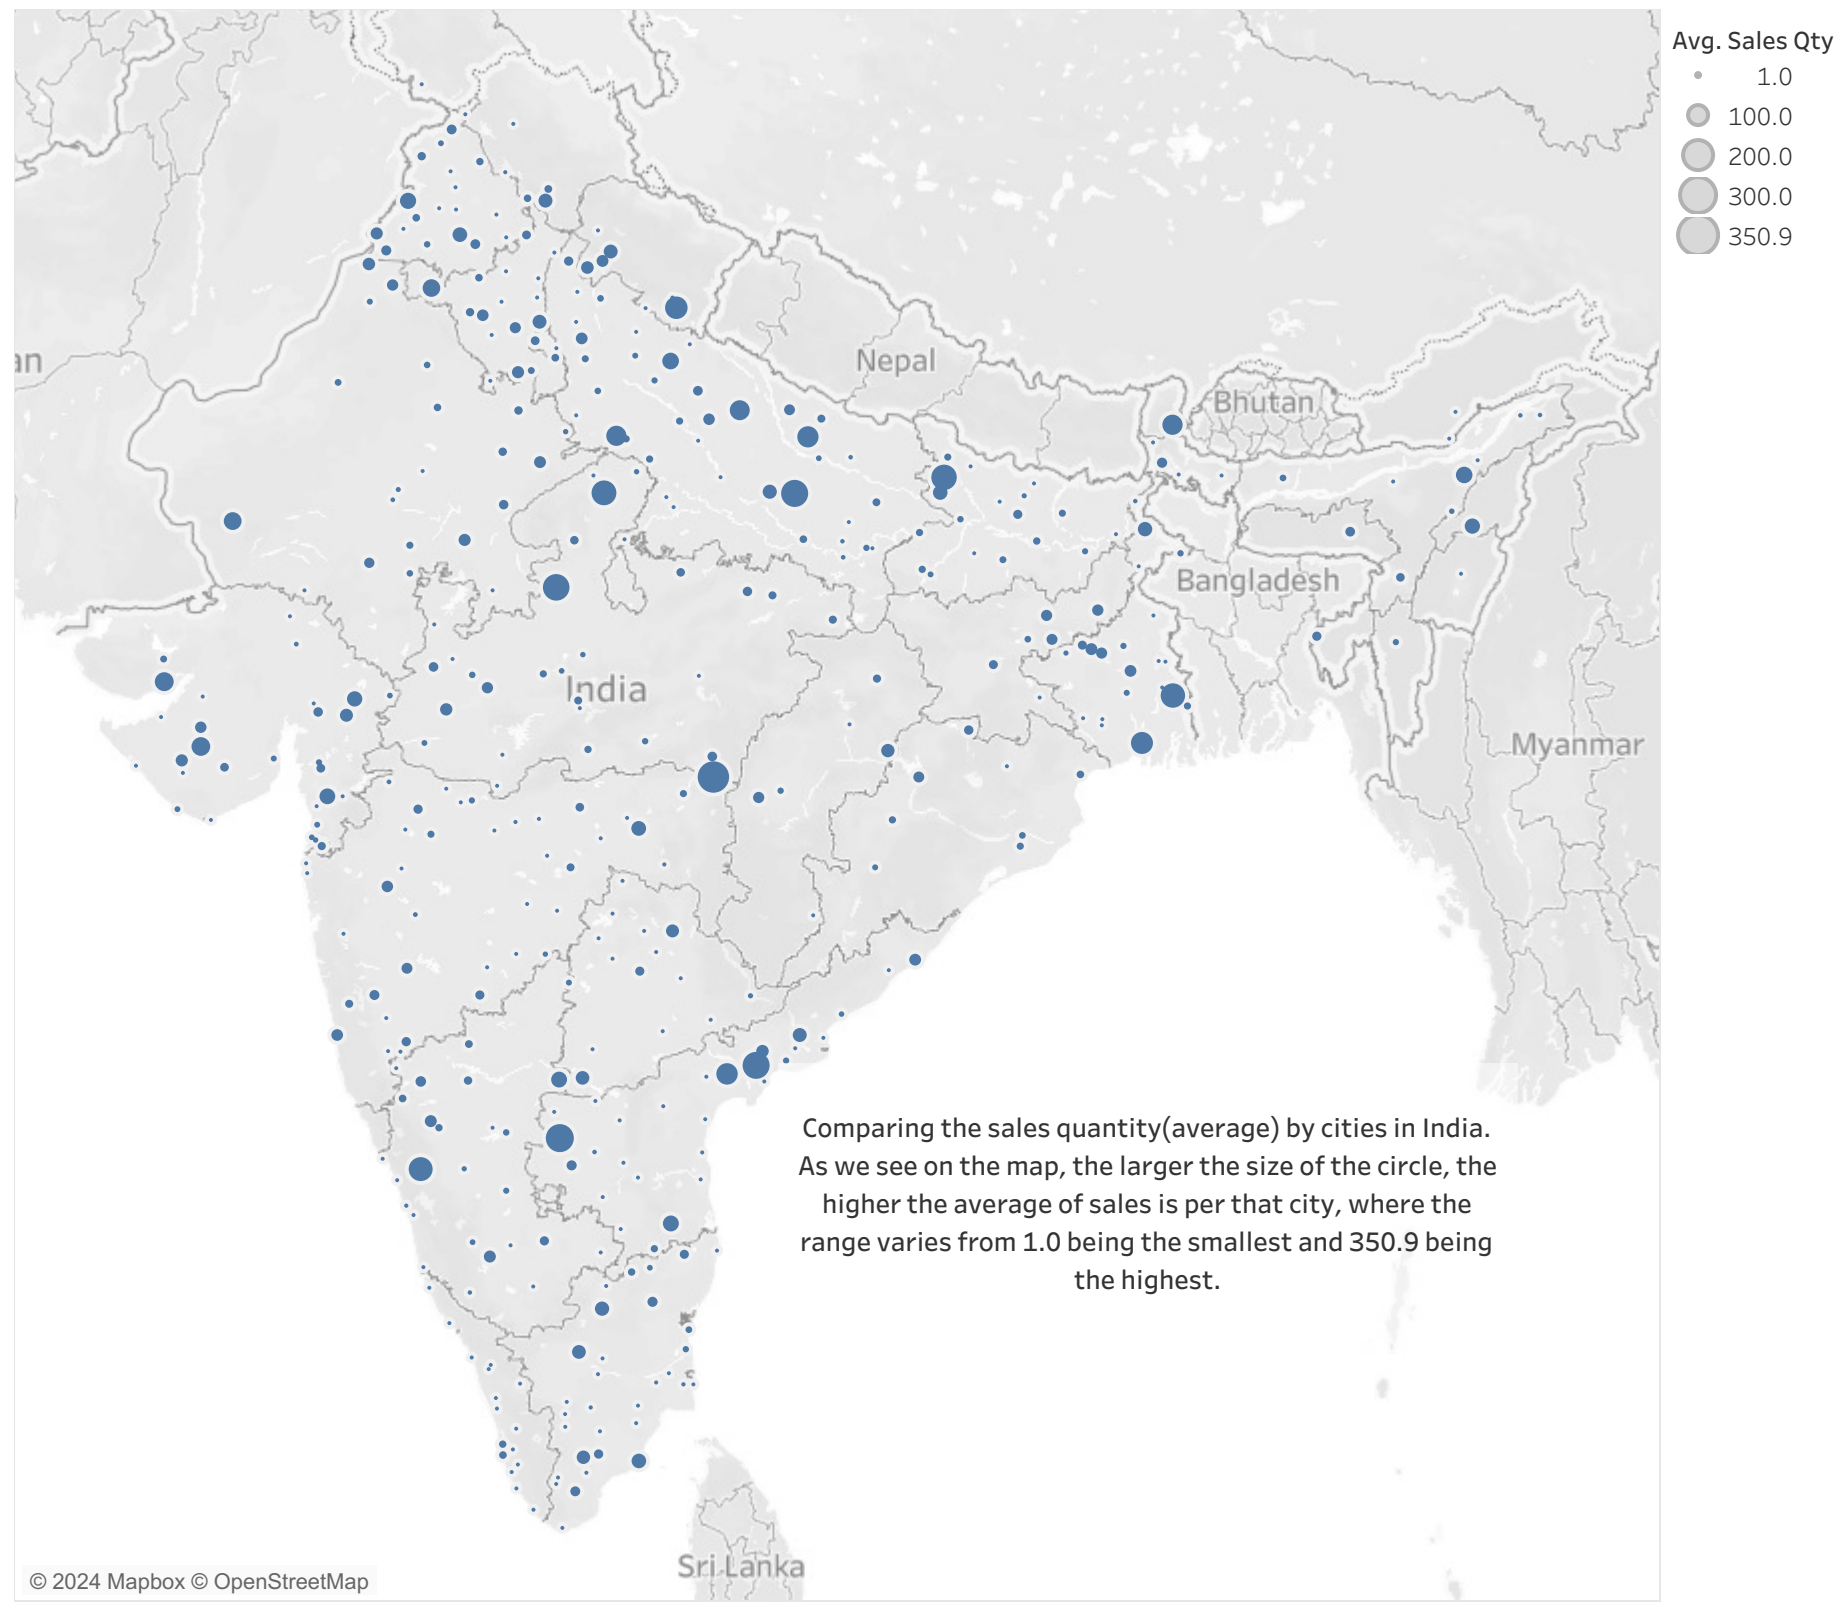 Avg. Sales Qty
1.0
100.0
200.0
300.0
350.9
an
Nepal
Bhutan
Bangladesh
India
Myanmar
Comparing the sales quantity(average) by cities in India.
As we see on the map, the larger the size of the circle, the
higher the average of sales is per that city, where the
range varies from 1.0 being the smallest and 350.9 being
the highest.
Sri Lanka
© 2024 Mapbox © OpenStreetMap